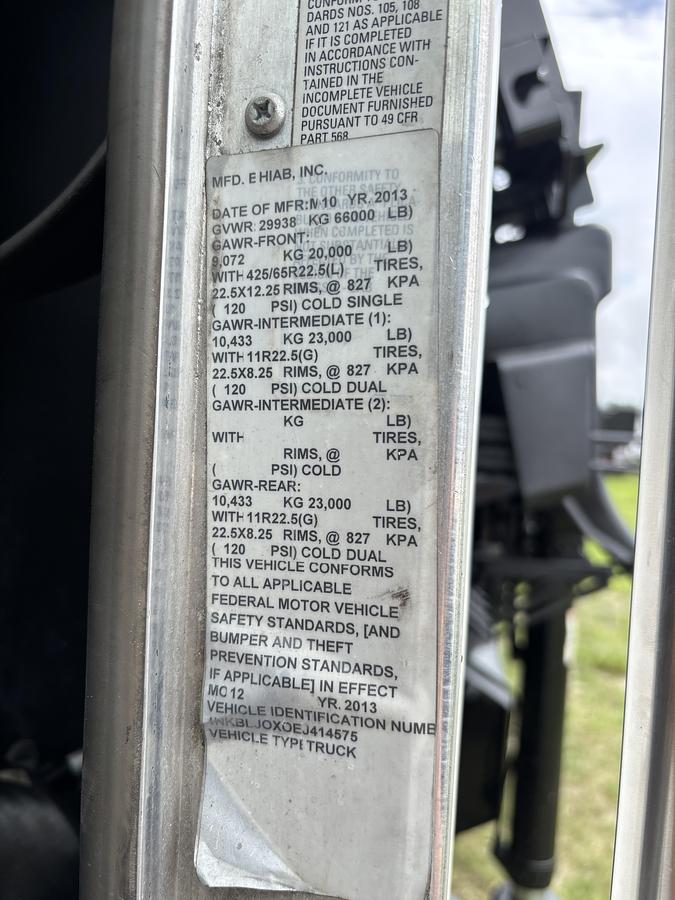 CONFORM TO
DARDS NOS. 105, 108
AND 121 AS APPLICABLE
IF IT IS COMPLETED
IN ACCORDANCE WITH
INSTRUCTIONS CON-
TAINED IN THE
INCOMPLETE VEHICLE
DOCUMENT FURNISHED
PURSUANT TO 49 CFR
PART 568.
MFD. E HIAB, INC.
DATE OF MFR: M 10 YR. 2013
GVWR: 29938 KG 66000 LB)
GAWR-FRONT:
9,072 KG 20,000 LB)
WITH 425/65R22.5(L) TIRES,
22.5X12.25 RIMS, @ 827 KPA
( 120 PSI) COLD SINGLE
GAWR-INTERMEDIATE (1):
10,433 KG 23,000 LB)
WITH 11R22.5(G) TIRES,
22.5X8.25 RIMS, @ 827 KPA
( 120 PSI) COLD DUAL
GAWR-INTERMEDIATE (2):
KG LB)
WITH TIRES,
RIMS, @ KPA
( PSI) COLD
GAWR-REAR:
10,433 KG 23,000 LB)
WITH 11R22.5(G) TIRES,
22.5X8.25 RIMS, @ 827 KPA
( 120 PSI) COLD DUAL
THIS VEHICLE CONFORMS
TO ALL APPLICABLE
FEDERAL MOTOR VEHICLE
SAFETY STANDARDS, [AND
BUMPER AND THEFT
PREVENTION STANDARDS,
IF APPLICABLE] IN EFFECT
MO 12 YR. 2013
VEHICLE IDENTIFICATION NUMB
VEHICLE TYPE TRUCK